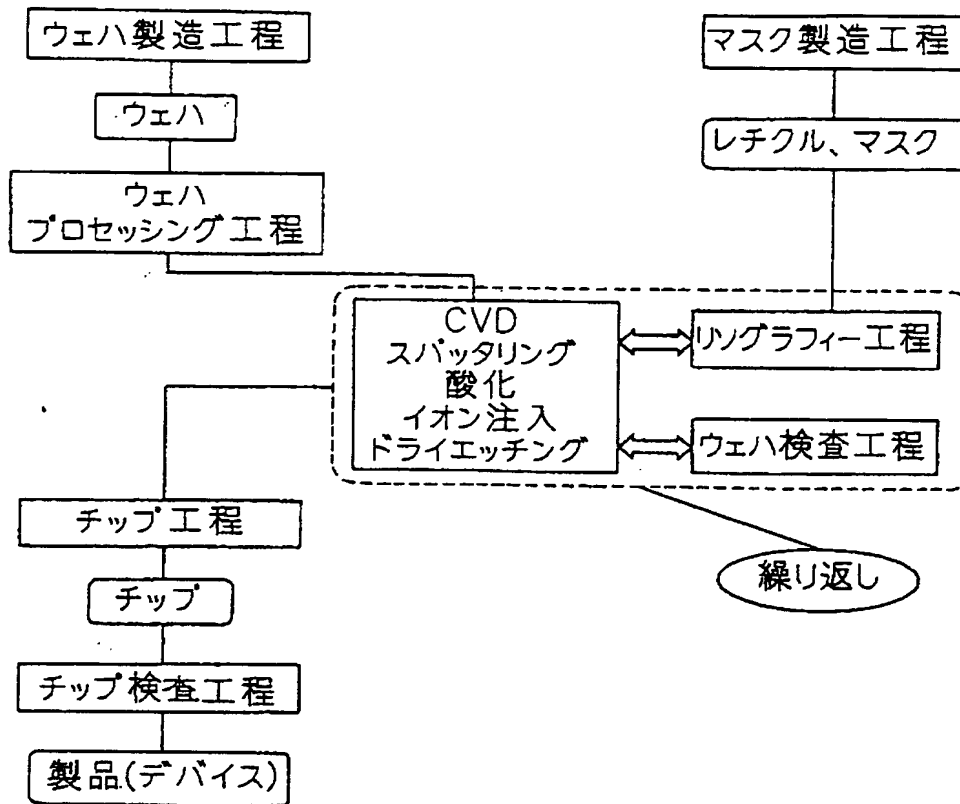 ウェハ製造工程
ウェハ
ウェハ
プロセッシング工程
マスク製造工程
レチクル、マスク
CVD
スパッタリング
酸化
イオン注入
ドライエッチング
リソグラフィー工程
ウェハ検査工程
繰り返し
チップ工程
チップ
チップ検査工程
製品(デバイス)